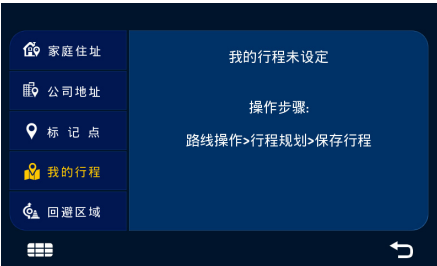 家庭住址
公司地址
标 记 点
我的行程
回避区域
我的行程未设定
操作步骤:
路线操作>行程规划>保存行程